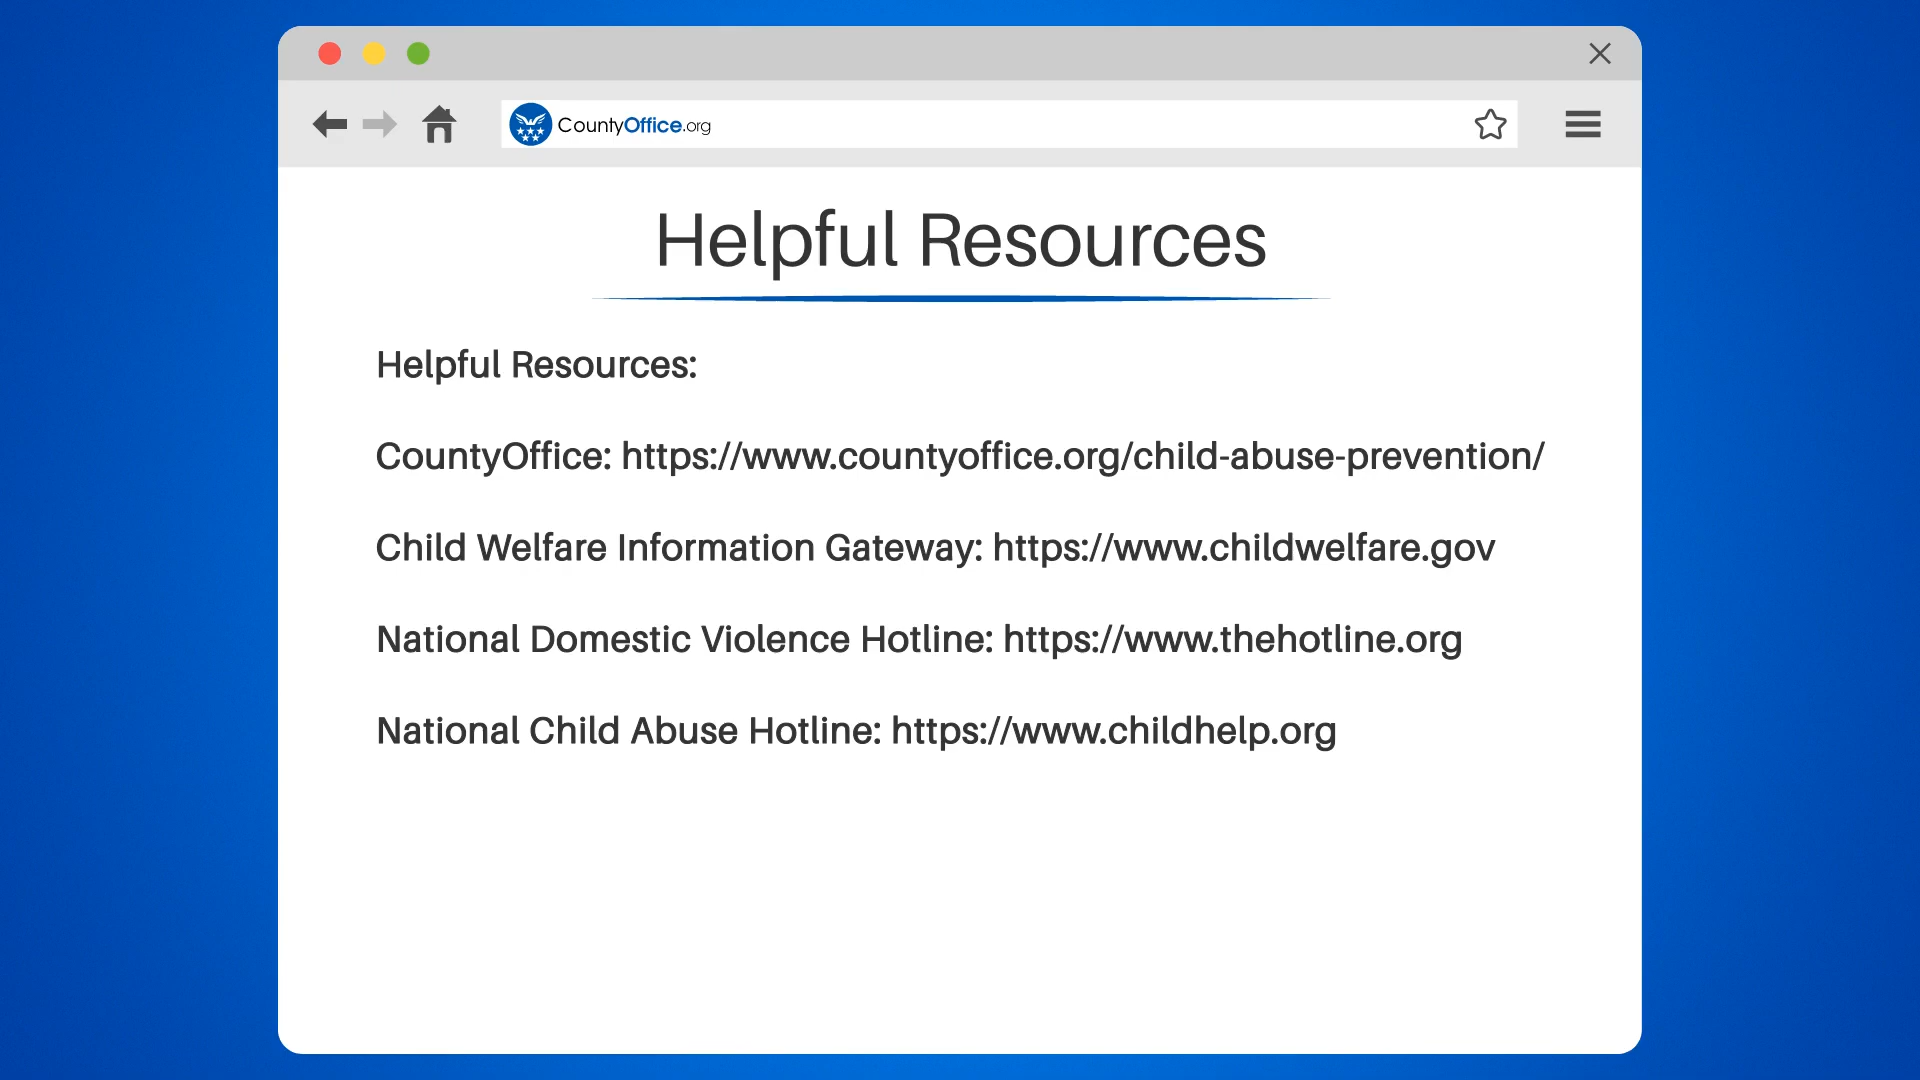 CountyOffice.org
Helpful Resources
Helpful Resources:
CountyOffice: https://www.countyoffice.org/child-abuse-prevention/
Child Welfare Information Gateway: https://www.childwelfare.gov
National Domestic Violence Hotline: https://www.thehotline.org
National Child Abuse Hotline: https://www.childhelp.org